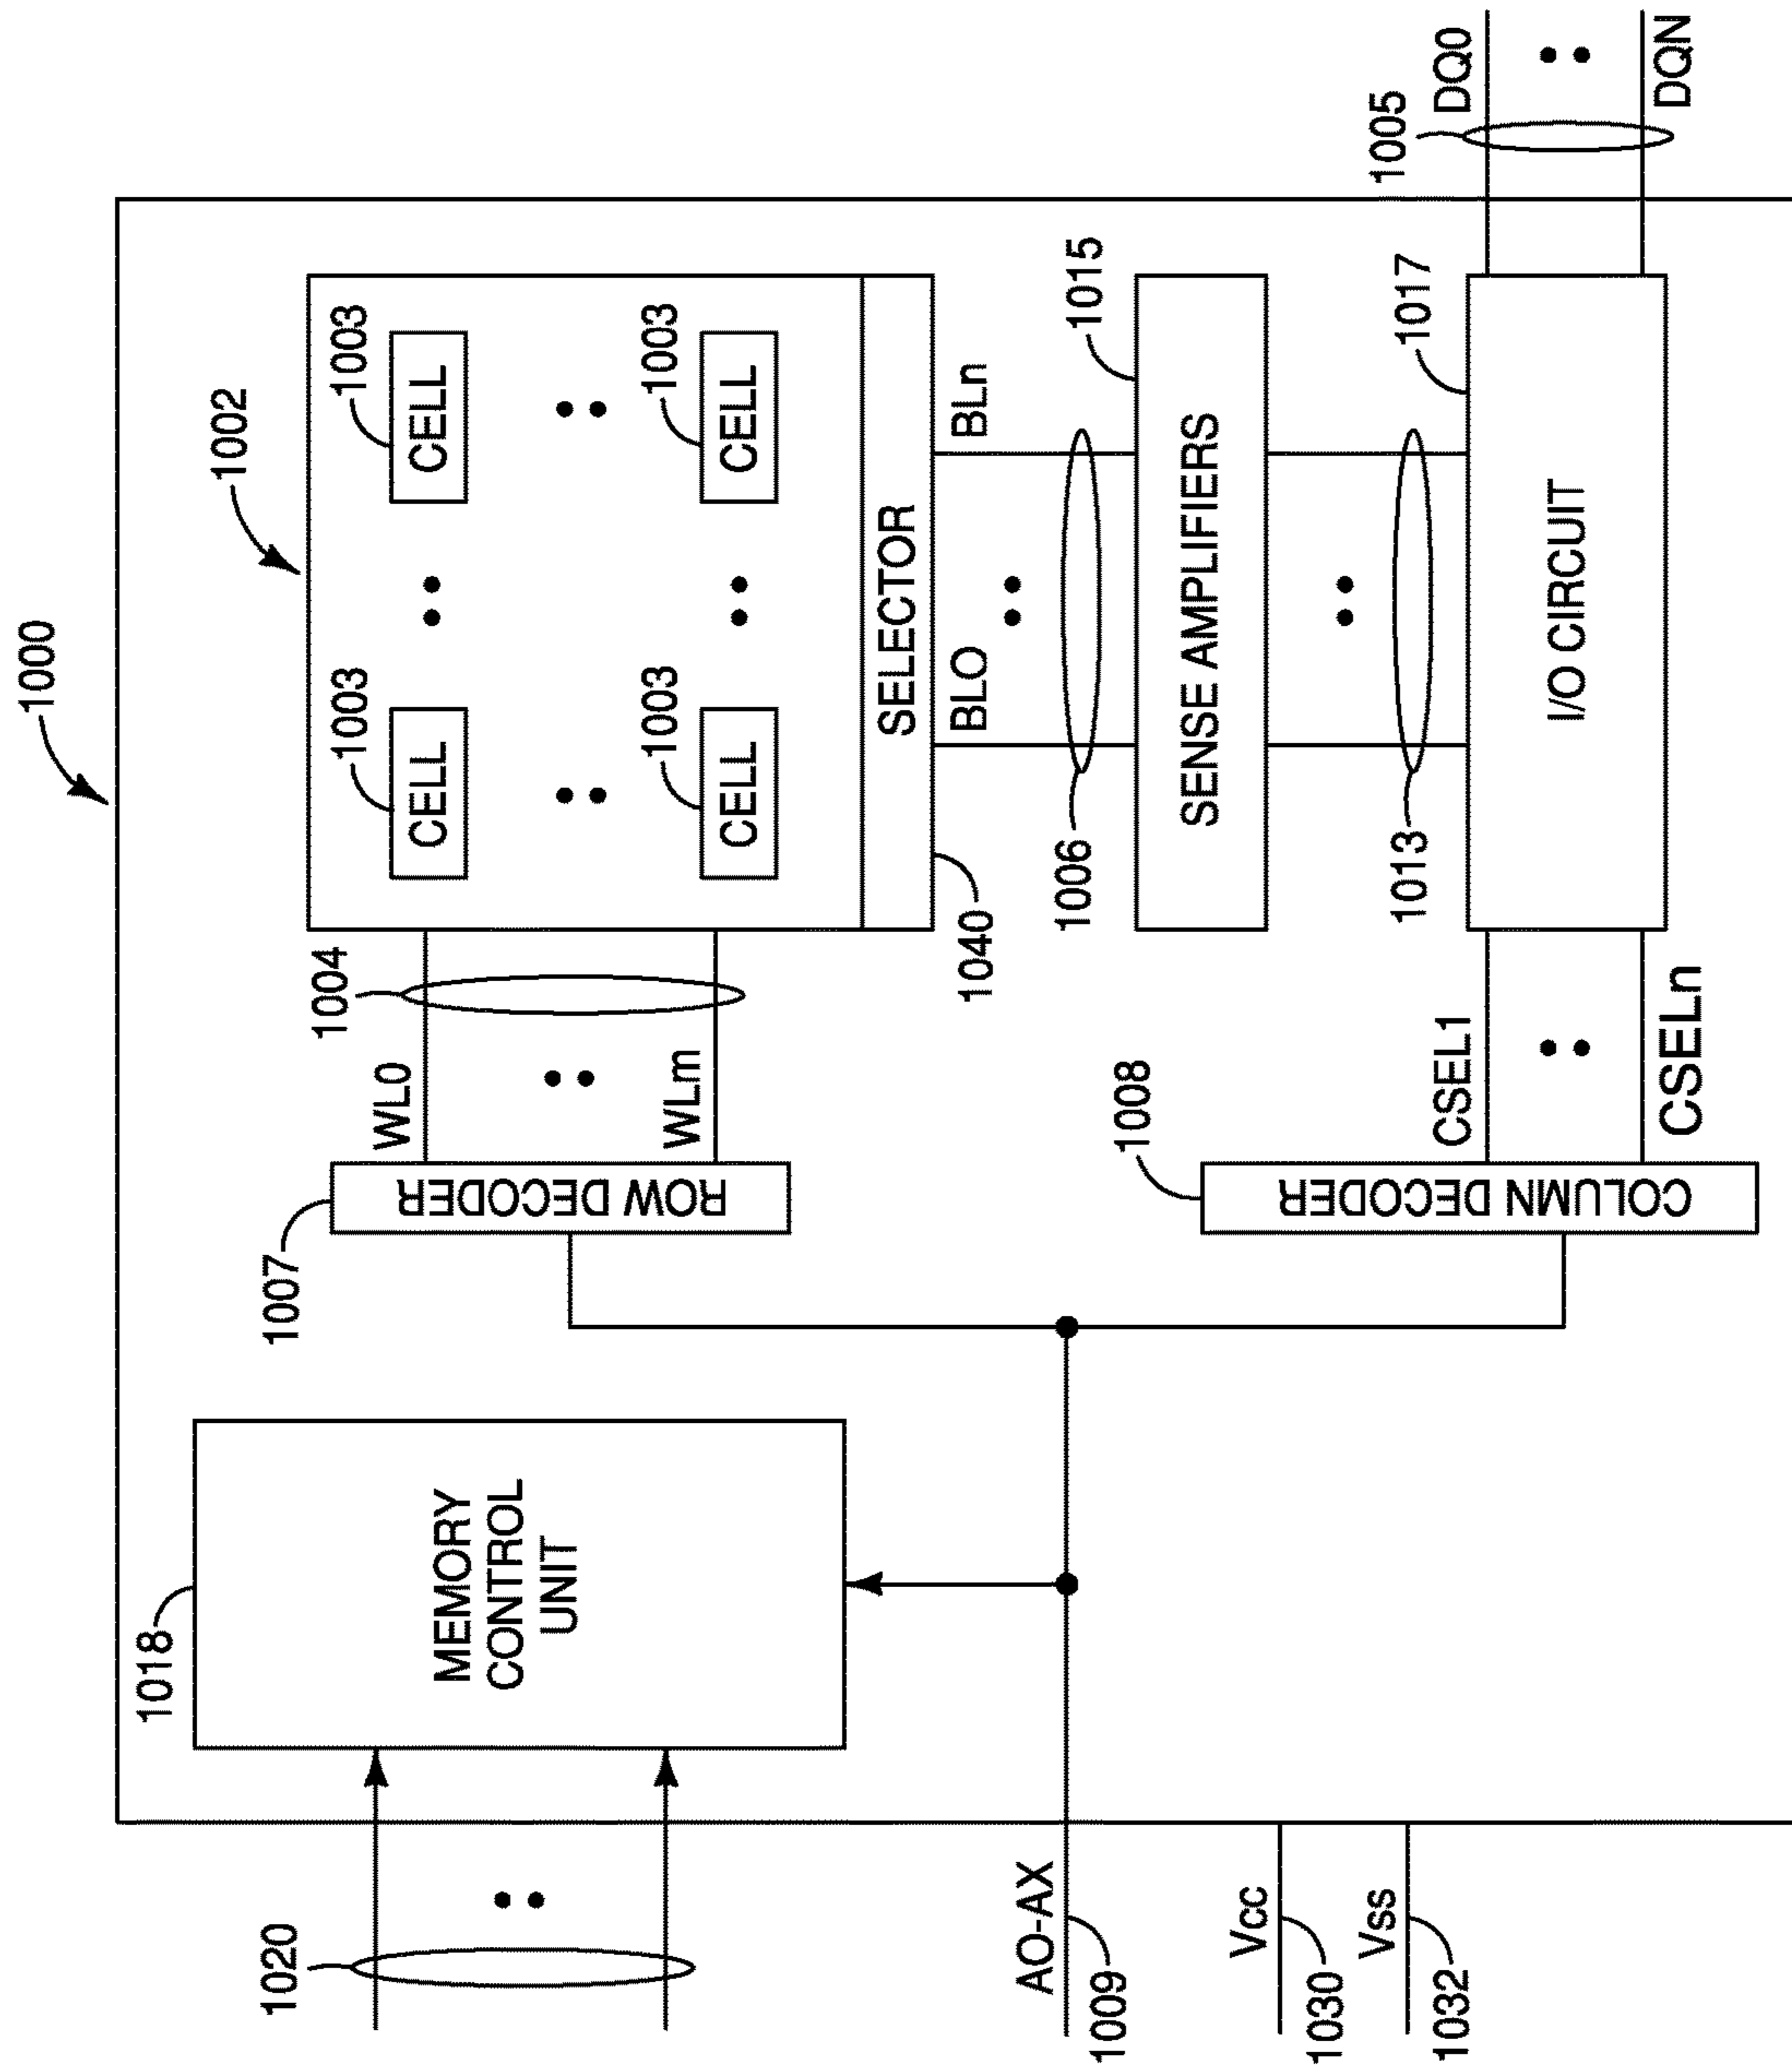 1000
1002
1003
CELL
1003
CELL
1003
CELL
1003
CELL
SELECTOR
1040
1004
WL0
WLm
1007
ROW DECODER
1018
MEMORY
CONTROL
UNIT
1020
BLO
BLn
1006
1015
SENSE AMPLIFIERS
1013
1017
I/O CIRCUIT
1005
DQ0
DQN
1008
COLUMN DECODER
CSEL1
CSELn
AO-AX
1009
Vcc
1030
Vss
1032